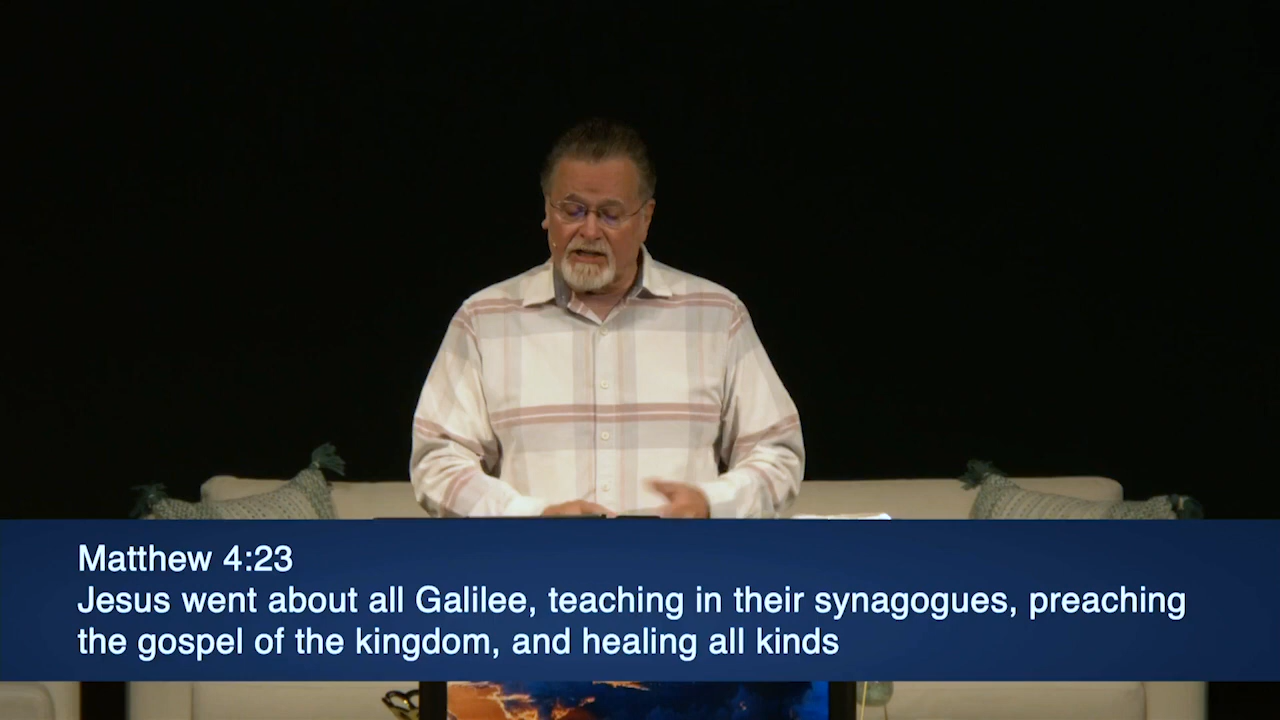 Matthew 4:23
Jesus went about all Galilee, teaching in their synagogues, preaching
the gospel of the kingdom, and healing all kinds